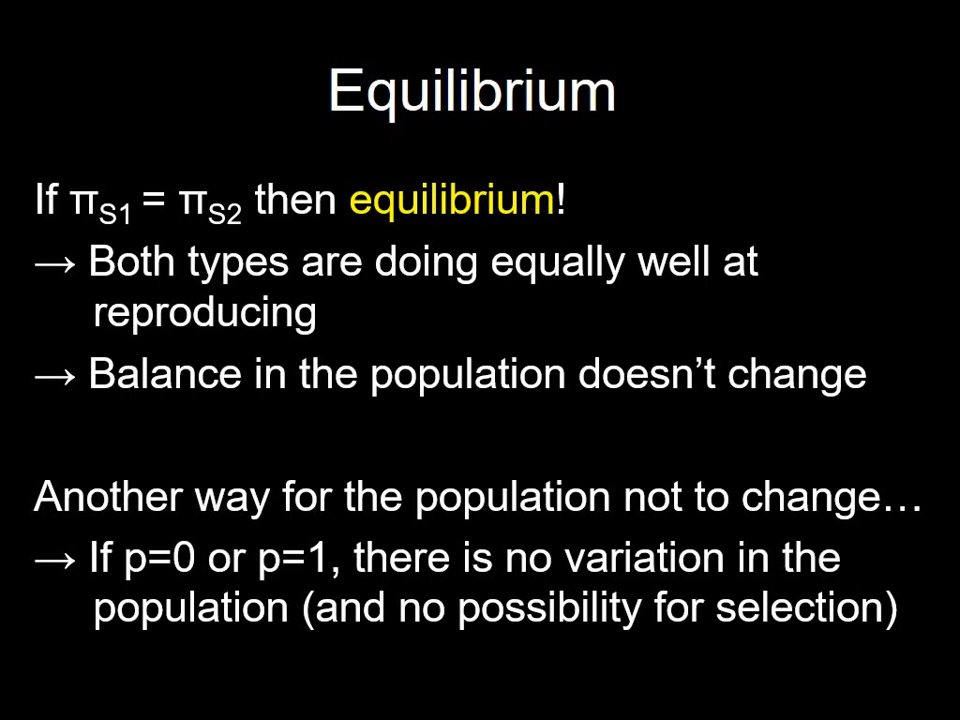 Equilibrium
If π_S1 = π_S2 then equilibrium!
→ Both types are doing equally well at
reproducing
→ Balance in the population doesn’t change
Another way for the population not to change…
→ If p=0 or p=1, there is no variation in the
population (and no possibility for selection)